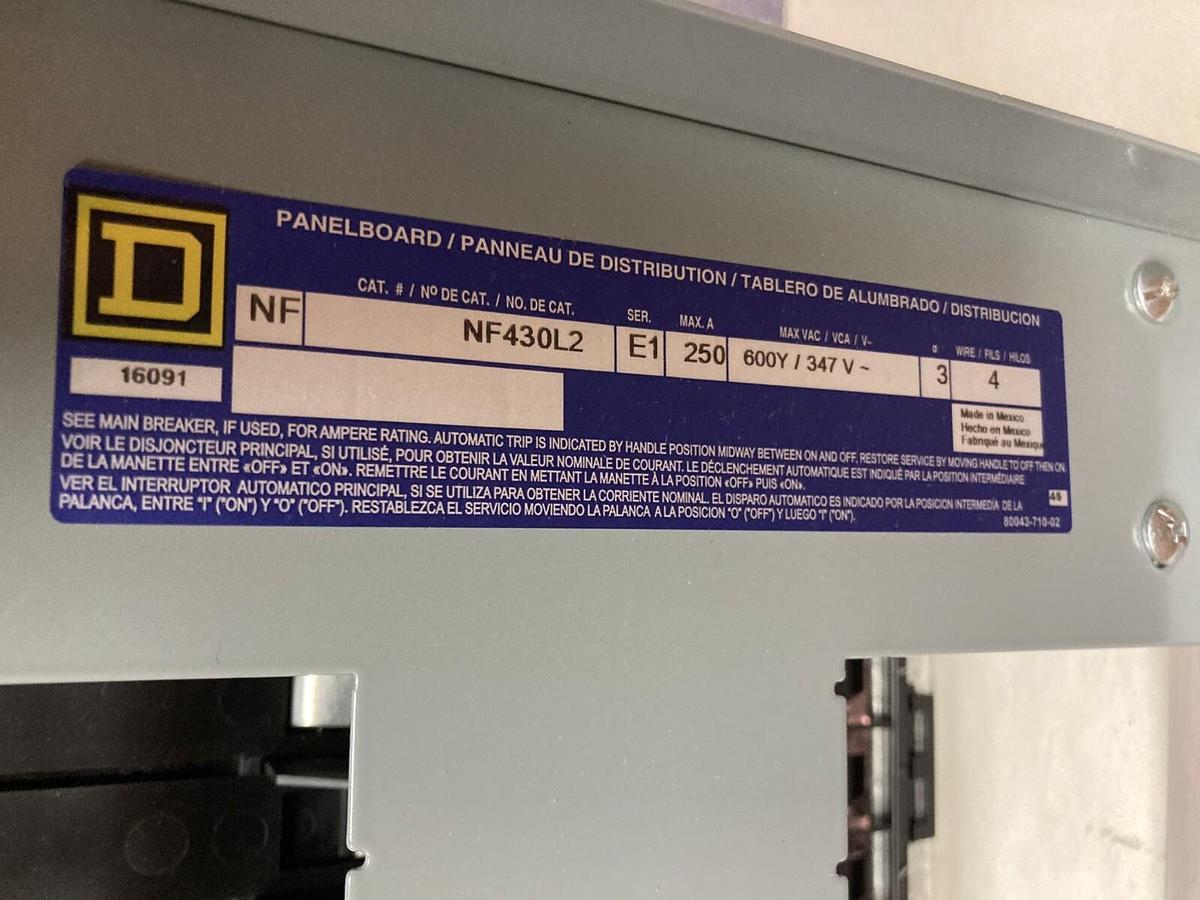 D
PANELBOARD / PANNEAU DE DISTRIBUTION / TABLERO DE ALUMBRADO / DISTRIBUCION
CAT. # / Nº DE CAT. / NO. DE CAT. SER. MAX. A MAX VAC / VCA / V~ ø WIRE / FILS / HILOS
NF NF430L2 E1 250 600Y / 347 V ~ 3 4
16091
Made in Mexico
Hecho en Mexico
Fabriqué au Mexique
SEE MAIN BREAKER, IF USED, FOR AMPERE RATING. AUTOMATIC TRIP IS INDICATED BY HANDLE POSITION MIDWAY BETWEEN ON AND OFF. RESTORE SERVICE BY MOVING HANDLE TO OFF THEN ON.
VOIR LE DISJONCTEUR PRINCIPAL, SI UTILISÉ, POUR OBTENIR LA VALEUR NOMINALE DE COURANT. LE DÉCLENCHEMENT AUTOMATIQUE EST INDIQUÉ PAR LA POSITION INTERMÉDIAIRE
DE LA MANETTE ENTRE «OFF» ET «ON». REMETTRE LE COURANT EN METTANT LA MANETTE À LA POSITION «OFF» PUIS «ON».
VER EL INTERRUPTOR AUTOMATICO PRINCIPAL, SI SE UTILIZA PARA OBTENER LA CORRIENTE NOMINAL. EL DISPARO AUTOMATICO ES INDICADO POR LA POSICION INTERMEDIA DE LA
PALANCA, ENTRE "I" ("ON") Y "O" ("OFF"). RESTABLEZCA EL SERVICIO MOVIENDO LA PALANCA A LA POSICION "O" ("OFF") Y LUEGO "I" ("ON").
45
80043-710-02